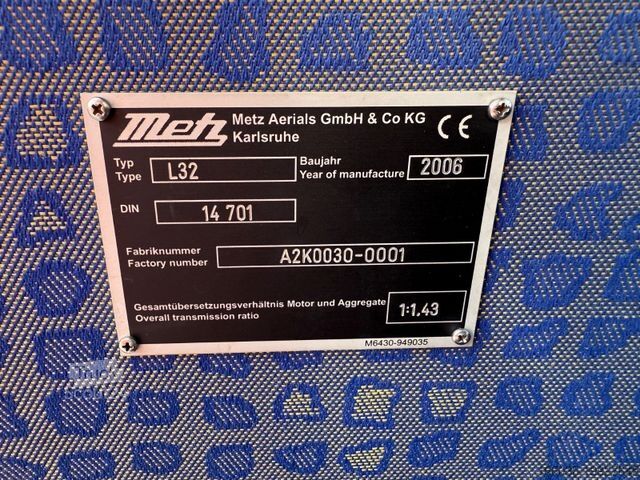 Metz Metz Aerials GmbH & Co KG
Karlsruhe
CE
Typ
Type
L32
Baujahr
Year of manufacture
2006
DIN
14 701
Fabriknummer
Factory number
A2K0030-0001
Gesamtübersetzungsverhältnis Motor und Aggregate
Overall transmission ratio
1:1.43
M6430-949035